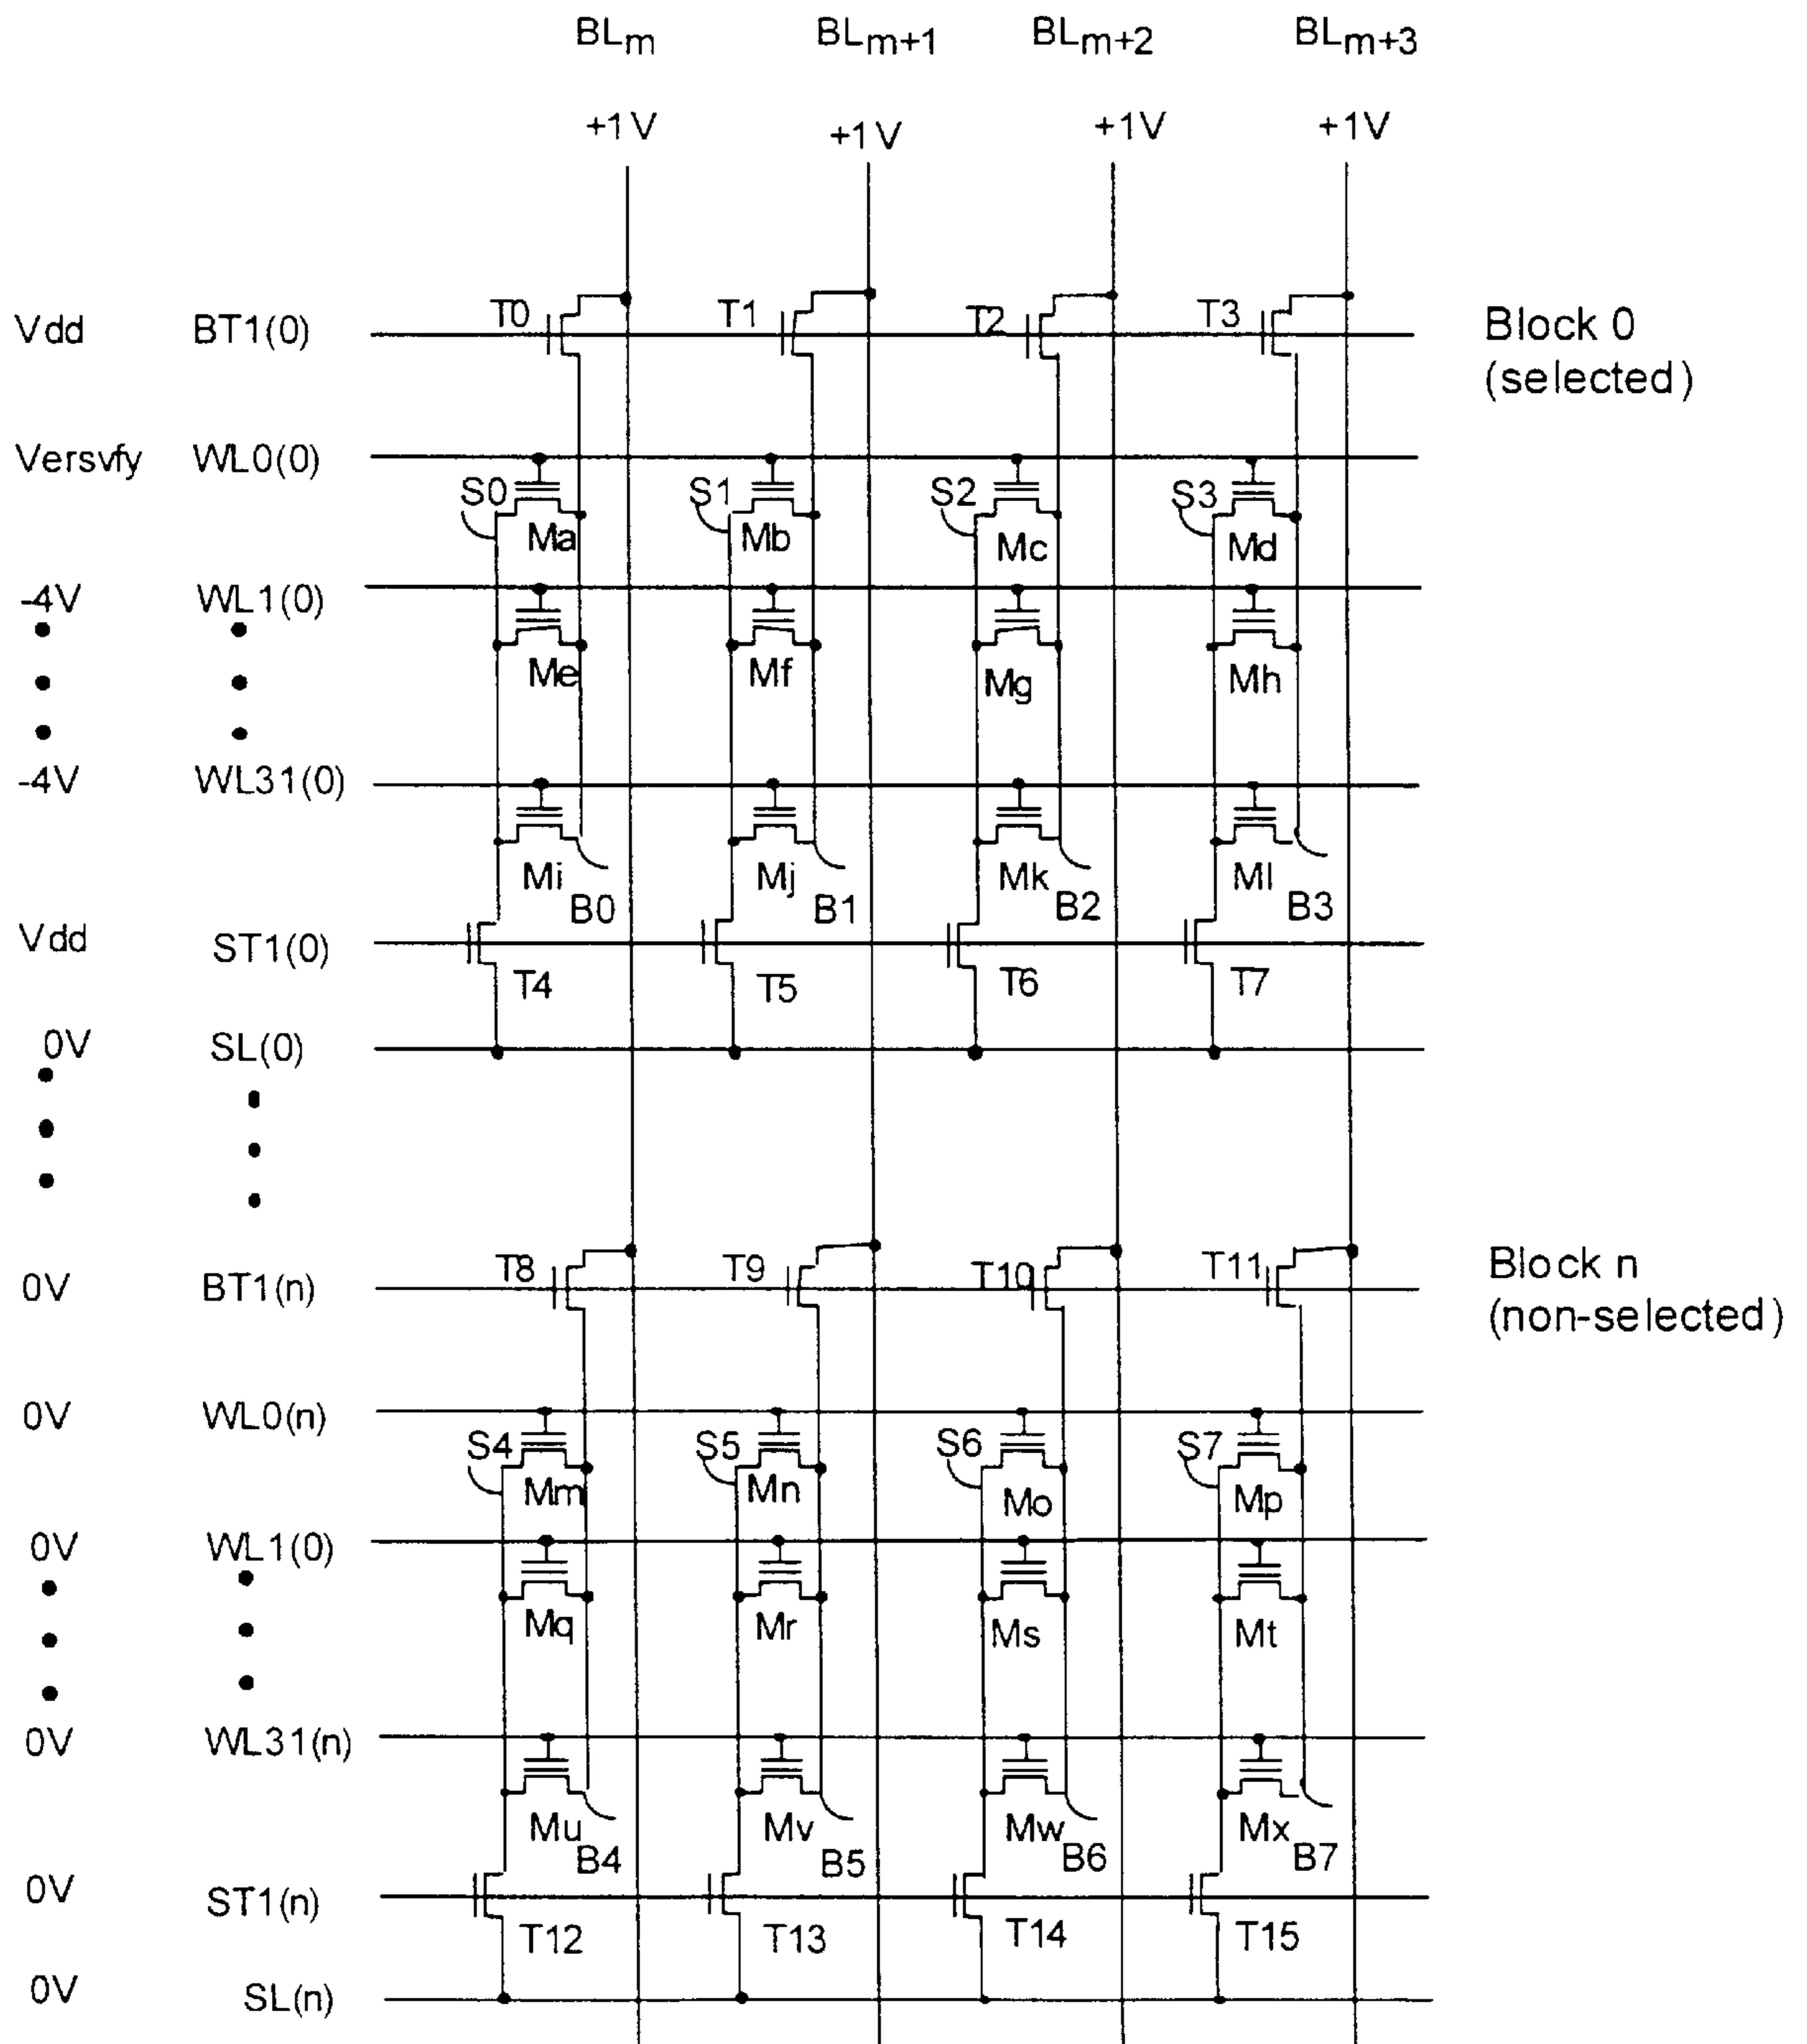 BLm BLm+1 BLm+2 BLm+3
+1V +1V +1V +1V
Vdd BT1(0) T0 T1 T2 T3 Block 0
(selected)
Versvfy WL0(0)
S0 S1 S2 S3
Ma Mb Mc Md
-4V WL1(0)
Me Mf Mg Mh
-4V WL31(0)
Mi Mj Mk Ml
B0 B1 B2 B3
Vdd ST1(0)
T4 T5 T6 T7
0V SL(0)
T8 T9 T10 T11 Block n
0V BT1(n) (non-selected)
0V WL0(n)
S4 S5 S6 S7
Mm Mn Mo Mp
0V WL1(0)
Mq Mr Ms Mt
0V WL31(n)
Mu Mv Mw Mx
B4 B5 B6 B7
0V ST1(n)
T12 T13 T14 T15
0V SL(n)